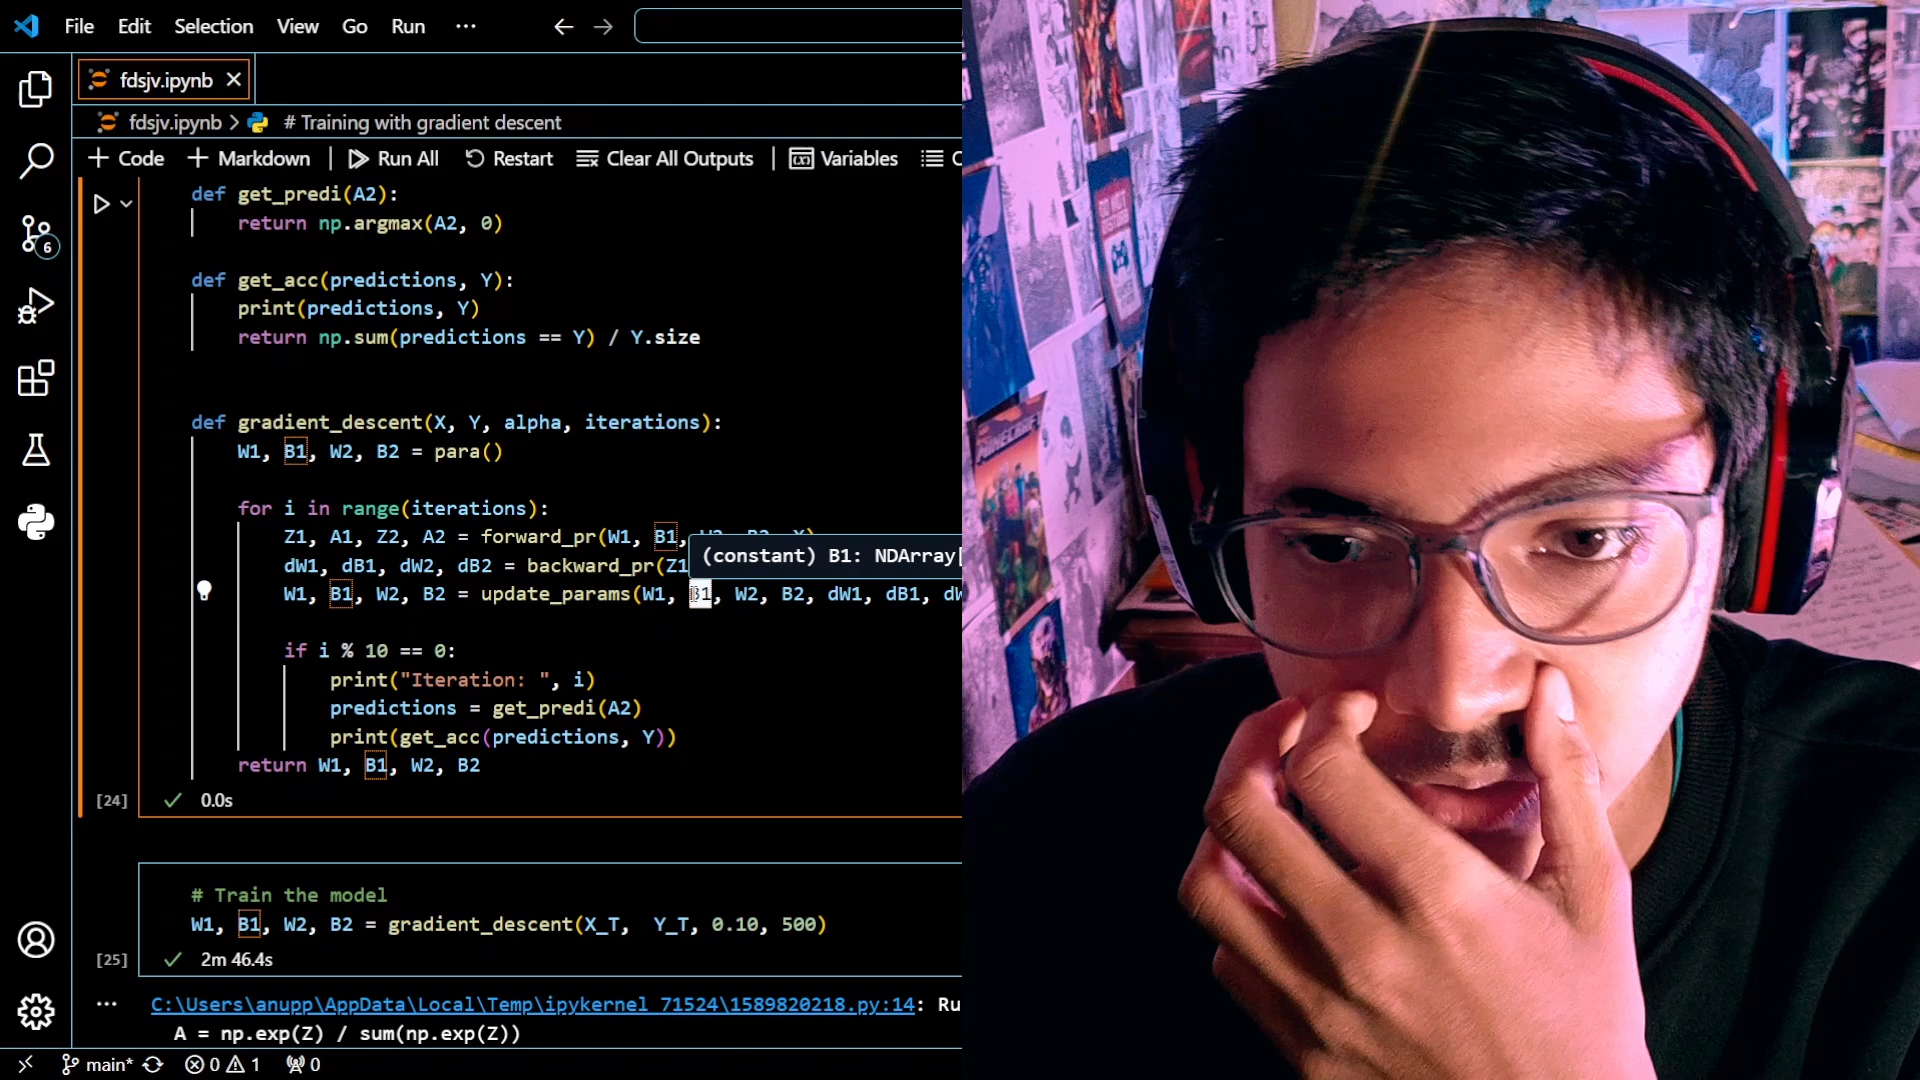 File Edit Selection View Go Run ···
fdsjv.ipynb
fdsjv.ipynb > # Training with gradient descent
+ Code + Markdown | Run All Restart Clear All Outputs | Variables
def get_predi(A2):
return np.argmax(A2, 0)
def get_acc(predictions, Y):
print(predictions, Y)
return np.sum(predictions == Y) / Y.size
def gradient_descent(X, Y, alpha, iterations):
W1, B1, W2, B2 = para()
for i in range(iterations):
Z1, A1, Z2, A2 = forward_pr(W1, B1,
(constant) B1: NDArray[
dW1, dB1, dW2, dB2 = backward_pr(Z1
W1, B1, W2, B2 = update_params(W1, B1, W2, B2, dW1, dB1, dW
if i % 10 == 0:
print("Iteration: ", i)
predictions = get_predi(A2)
print(get_acc(predictions, Y))
return W1, B1, W2, B2
[24] 0.0s
# Train the model
W1, B1, W2, B2 = gradient_descent(X_T, Y_T, 0.10, 500)
[25] 2m 46.4s
··· C:\Users\anupp\AppData\Local\Temp\ipykernel_71524\1589820218.py:14: Ru
A = np.exp(Z) / sum(np.exp(Z))
6
main* 0 1 0
MINECRAFT